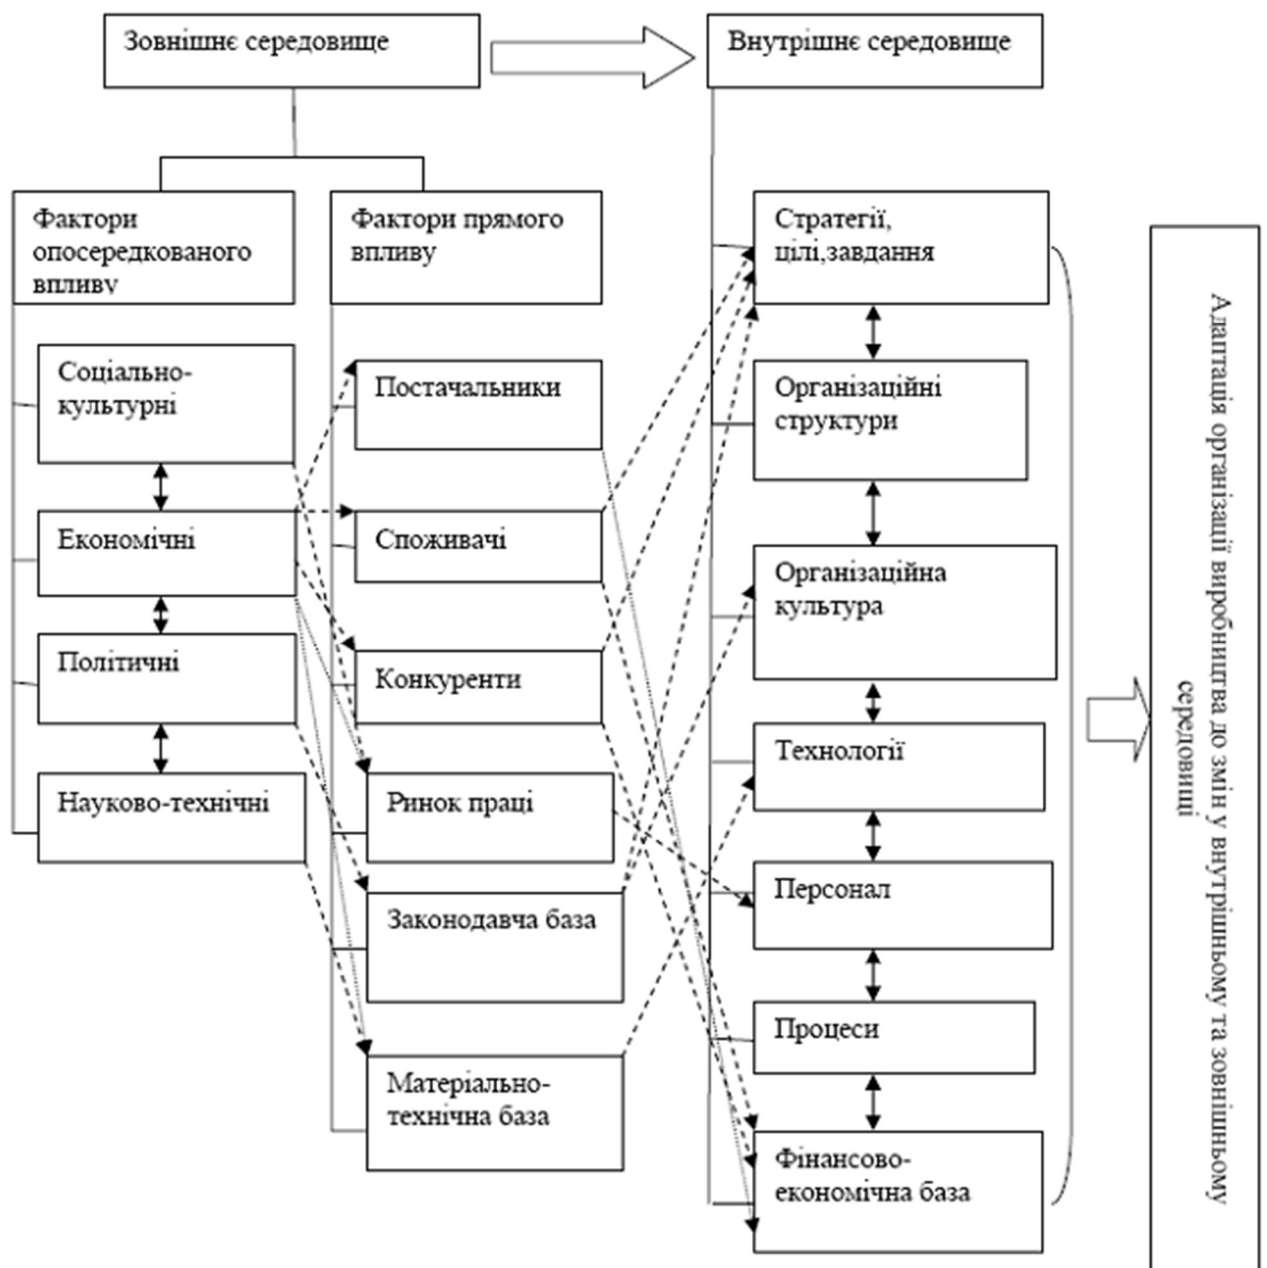 Зовнішнє середовище
Внутрішнє середовище
Фактори
опосередкованого
впливу
Фактори прямого
впливу
Соціально-
культурні
Економічні
Політичні
Науково-технічні
Постачальники
Споживачі
Конкуренти
Ринок праці
Законодавча база
Матеріально-
технічна база
Стратегії,
цілі,завдання
Організаційні
структури
Організаційна
культура
Технології
Персонал
Процеси
Фінансово-
економічна база
Адаптація організації виробництва до змін у внутрішньому та зовнішньому
середовищі